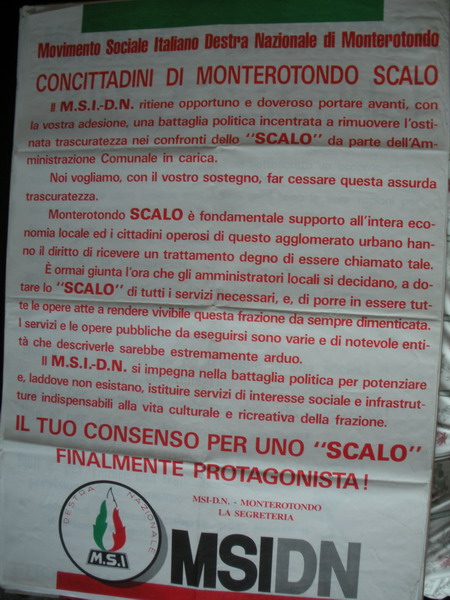 Movimento Sociale Italiano Destra Nazionale di Monterotondo
CONCITTADINI DI MONTEROTONDO SCALO
Il M.S.I.-D.N. ritiene opportuno e doveroso portare avanti, con
la vostra adesione, una battaglia politica incentrata a rimuovere l'osti-
nata trascuratezza nei confronti dello "SCALO" da parte dell'Am-
ministrazione Comunale in carica.
Noi vogliamo, con il vostro sostegno, far cessare questa assurda
trascuratezza.
Monterotondo SCALO è fondamentale supporto all'intera eco-
nomia locale ed i cittadini operosi di questo agglomerato urbano han-
no il diritto di ricevere un trattamento degno di essere chiamato tale.
È ormai giunta l'ora che gli amministratori locali si decidano, a do-
tare lo "SCALO" di tutti i servizi necessari, e, di porre in essere tut-
te le opere atte a rendere vivibile questa frazione da sempre dimenticata.
I servizi e le opere pubbliche da eseguirsi sono varie e di notevole enti-
tà che descriverle sarebbe estremamente arduo.
Il M.S.I.-D.N. si impegna nella battaglia politica per potenziare
e, laddove non esistano, istituire servizi di interesse sociale e infrastrut-
ture indispensabili alla vita culturale e ricreativa della frazione.
IL TUO CONSENSO PER UNO "SCALO"
FINALMENTE PROTAGONISTA!
MSI-D.N. - MONTEROTONDO
LA SEGRETERIA
DESTRA NAZIONALE
M.S.I
MSIDN